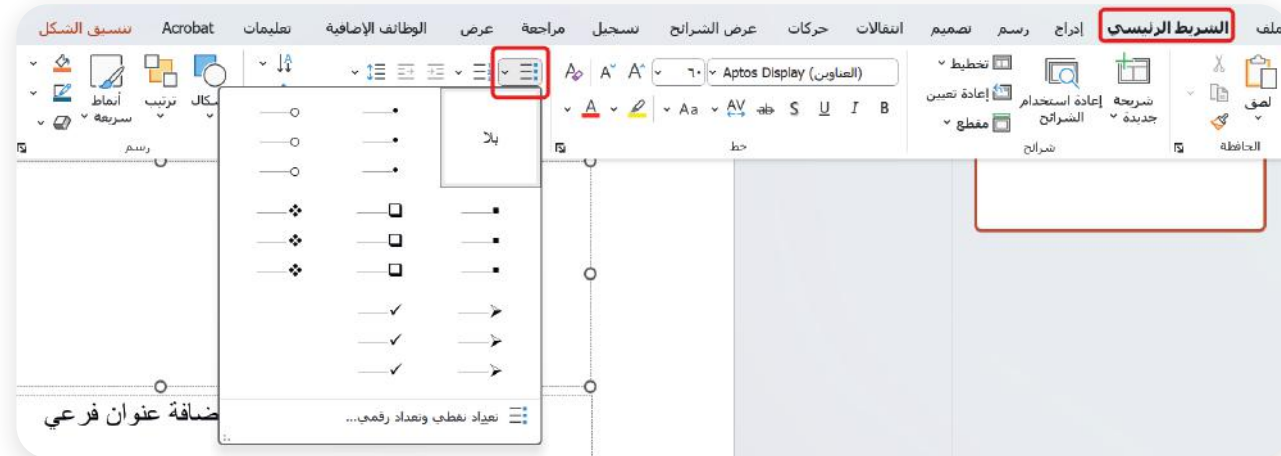 ملف الشريط الرئيسي إدراج رسم تصميم انتقالات حركات عرض الشرائح تسجيل مراجعة عرض الوظائف الإضافية تعليمات Acrobat تنسيق الشكل
لصق
شريحة جديدة
إعادة استخدام الشرائح
تخطيط
إعادة تعيين
مقطع
Aptos Display (العناوين) ٦٠ A A A
B I U S ab AV Aa A
ترتيب
أنماط سريعة
الحافظة شرائح خط رسم
بلا
تعداد نقطي وتعداد رقمي...
عنوان فرعي